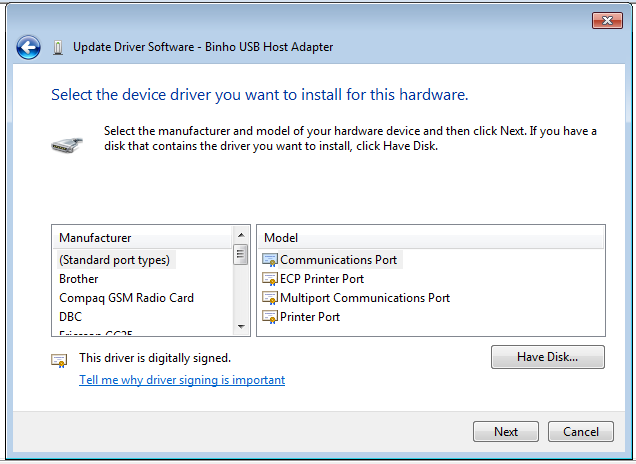 Update Driver Software - Binho USB Host Adapter
Select the device driver you want to install for this hardware.
Select the manufacturer and model of your hardware device and then click Next. If you have a
disk that contains the driver you want to install, click Have Disk.
Manufacturer
(Standard port types)
Brother
Compaq GSM Radio Card
DBC
Model
Communications Port
ECP Printer Port
Multiport Communications Port
Printer Port
This driver is digitally signed.
Tell me why driver signing is important
Have Disk...
Next
Cancel